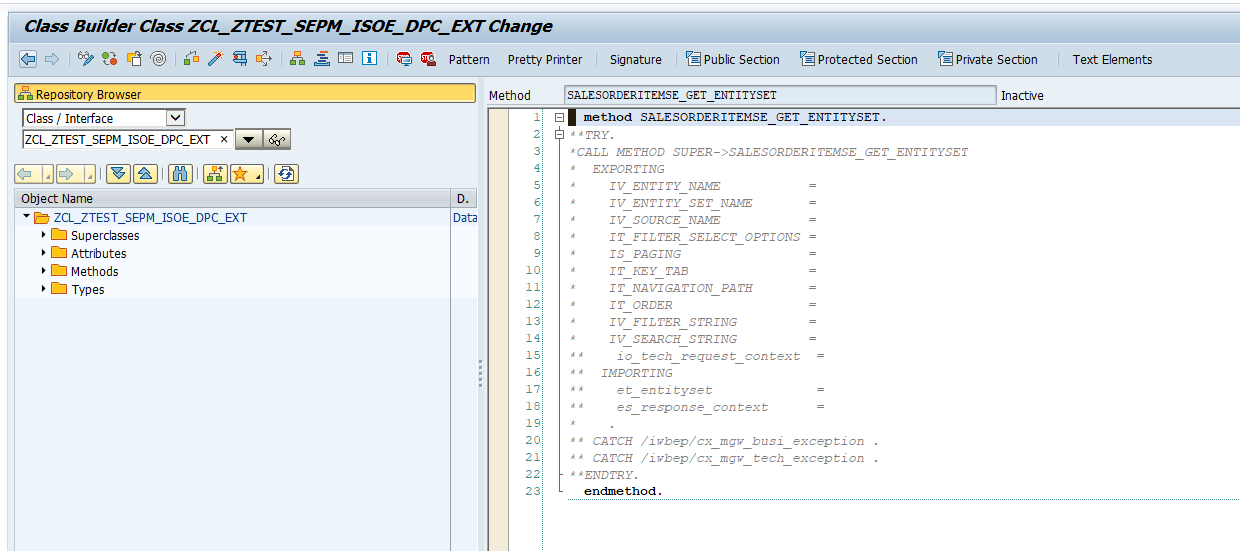 Class Builder Class ZCL_ZTEST_SEPM_ISOE_DPC_EXT Change
Pattern Pretty Printer Signature Public Section Protected Section Private Section Text Elements
Repository Browser
Class / Interface
ZCL_ZTEST_SEPM_ISOE_DPC_EXT
Object Name D.
ZCL_ZTEST_SEPM_ISOE_DPC_EXT Data
Superclasses
Attributes
Methods
Types
Method SALESORDERITEMSE_GET_ENTITYSET Inactive
1 method SALESORDERITEMSE_GET_ENTITYSET.
2 **TRY.
3 *CALL METHOD SUPER->SALESORDERITEMSE_GET_ENTITYSET
4 * EXPORTING
5 * IV_ENTITY_NAME =
6 * IV_ENTITY_SET_NAME =
7 * IV_SOURCE_NAME =
8 * IT_FILTER_SELECT_OPTIONS =
9 * IS_PAGING =
10 * IT_KEY_TAB =
11 * IT_NAVIGATION_PATH =
12 * IT_ORDER =
13 * IV_FILTER_STRING =
14 * IV_SEARCH_STRING =
15 ** io_tech_request_context =
16 ** IMPORTING
17 ** et_entityset =
18 ** es_response_context =
19 * .
20 ** CATCH /iwbep/cx_mgw_busi_exception .
21 ** CATCH /iwbep/cx_mgw_tech_exception .
22 **ENDTRY.
23 endmethod.